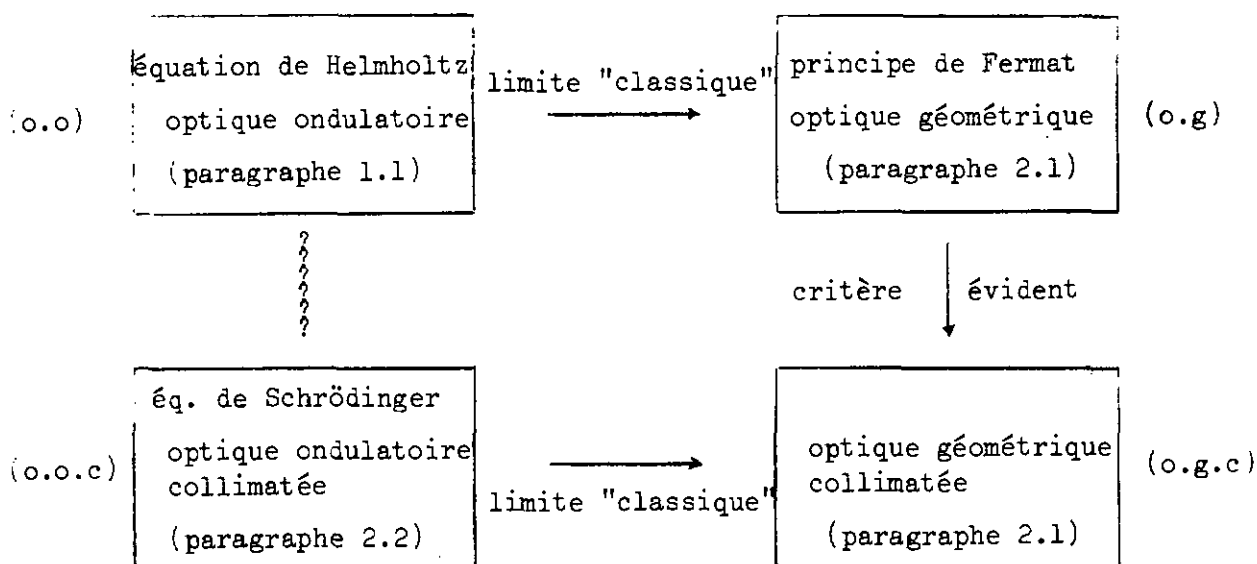 équation de Helmholtz
optique ondulatoire
(paragraphe 1.1)
(o.o)
limite "classique"
principe de Fermat
optique géométrique
(paragraphe 2.1)
(o.g)
?
?
?
?
?
?
critère évident
éq. de Schrödinger
optique ondulatoire
collimatée
(paragraphe 2.2)
(o.o.c)
limite "classique"
optique géométrique
collimatée
(paragraphe 2.1)
(o.g.c)